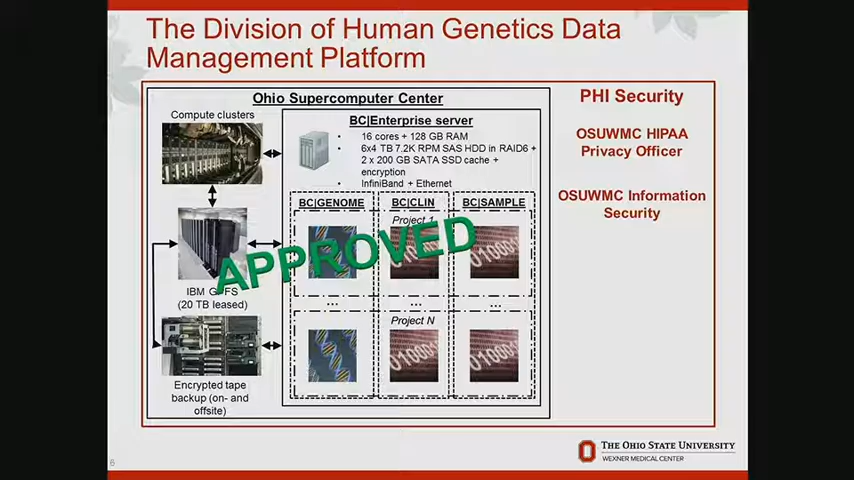 The Division of Human Genetics Data
Management Platform
Ohio Supercomputer Center
Compute clusters
BC|Enterprise server
• 16 cores + 128 GB RAM
• 6x4 TB 7.2K RPM SAS HDD in RAID6 +
2 x 200 GB SATA SSD cache +
encryption
• InfiniBand + Ethernet
BC|GENOME
BC|CLIN
BC|SAMPLE
Project 1
APPROVED
IBM GPFS
(20 TB leased)
... ... ...
Project N
Encrypted tape
backup (on- and
offsite)
PHI Security
OSUWMC HIPAA
Privacy Officer
OSUWMC Information
Security
6
THE OHIO STATE UNIVERSITY
WEXNER MEDICAL CENTER